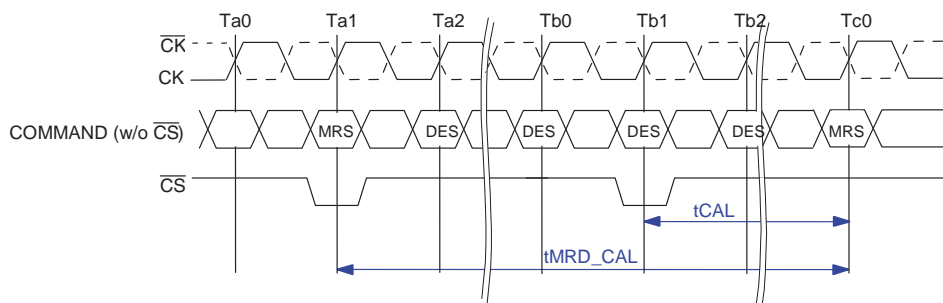 Ta0 Ta1 Ta2 Tb0 Tb1 Tb2 Tc0
CK
CK
COMMAND (w/o CS) MRS DES DES DES DES MRS
CS
tCAL
tMRD_CAL